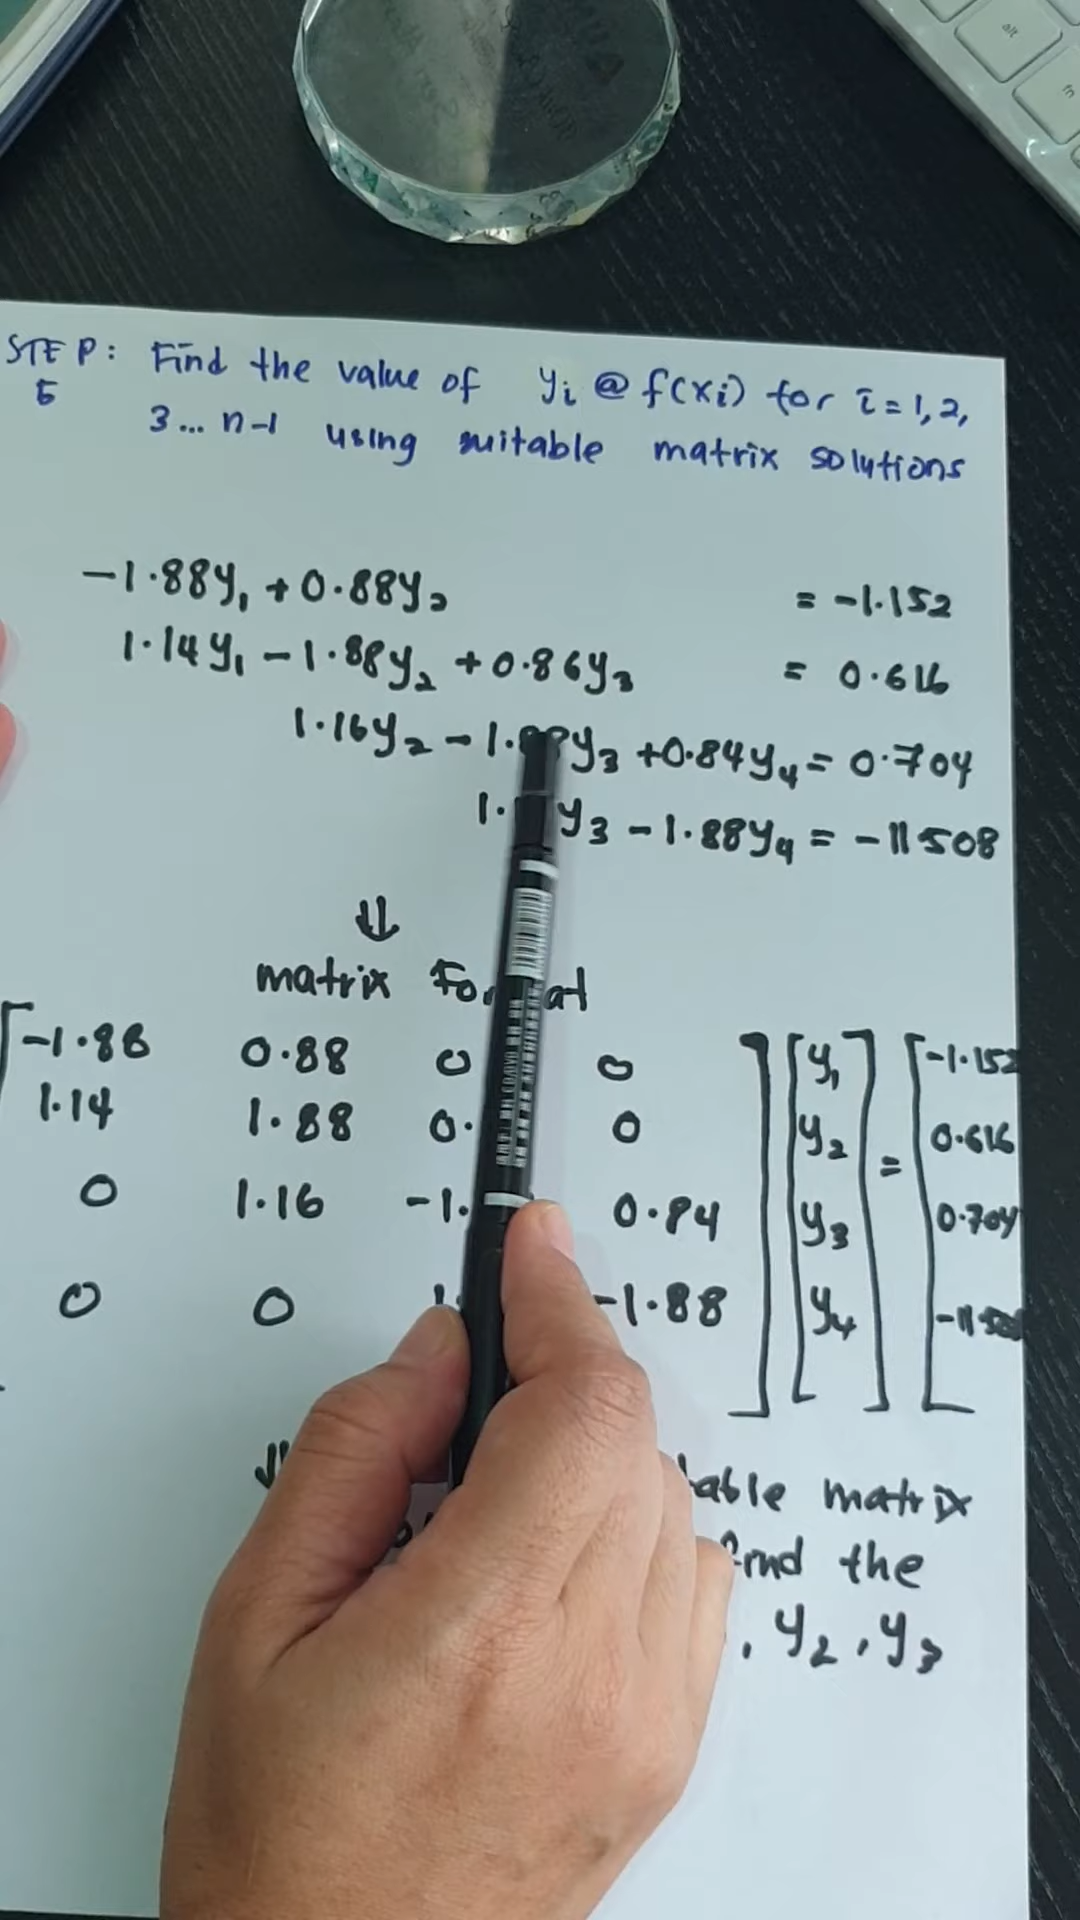 alt
fn
STEP: Find the value of yi @ f(xi) for i=1,2,
5 3... n-1 using suitable matrix solutions
-1.88y1 + 0.88y2 = -1.152
1.14y1 - 1.88y2 + 0.86y3 = 0.616
1.16y2 - 1. y3 + 0.84y4 = 0.704
1. y3 - 1.88y4 = -11508
⇓
matrix
-1.88 0.88 0 0 y1 -1.152
1.14 1.88 0. 0 y2 = 0.616
0 1.16 -1. 0.84 y3 0.704
0 0 1. -1.88 y4
matrix
the
, y2, y3